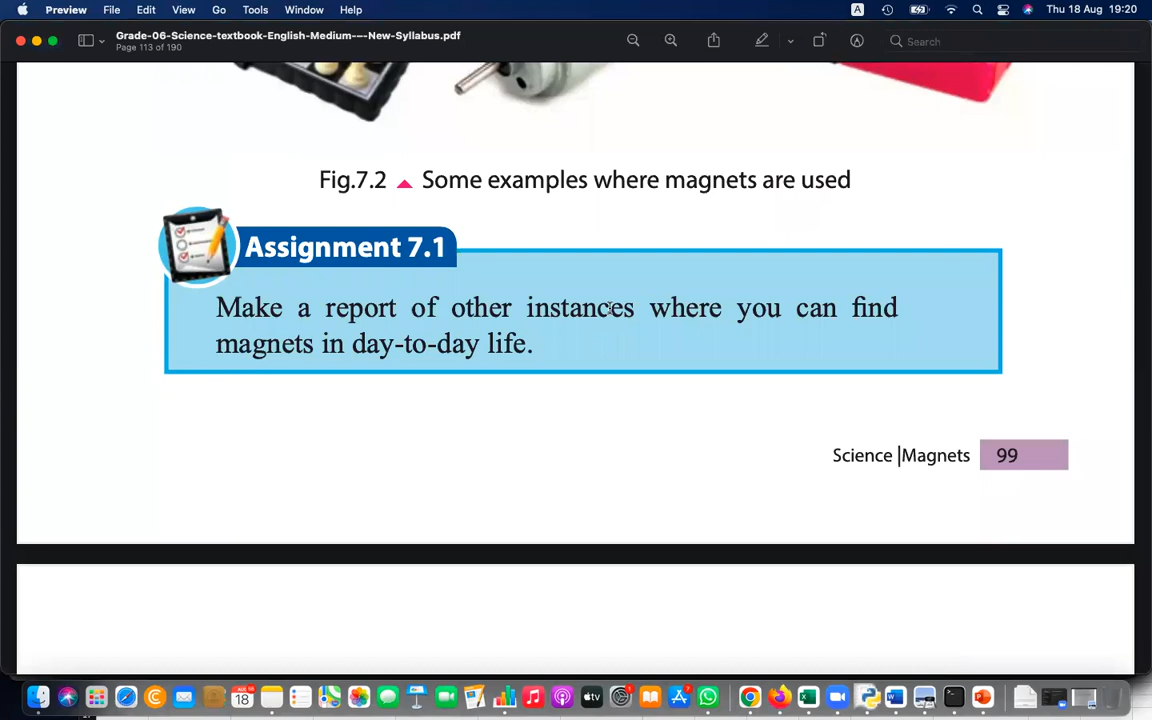 Preview File Edit View Go Tools Window Help A Thu 18 Aug 19:20
Grade-06-Science-textbook-English-Medium-–-New-Syllabus.pdf
Page 113 of 190
Search
Fig.7.2 Some examples where magnets are used
Assignment 7.1
Make a report of other instances where you can find
magnets in day-to-day life.
Science |Magnets 99